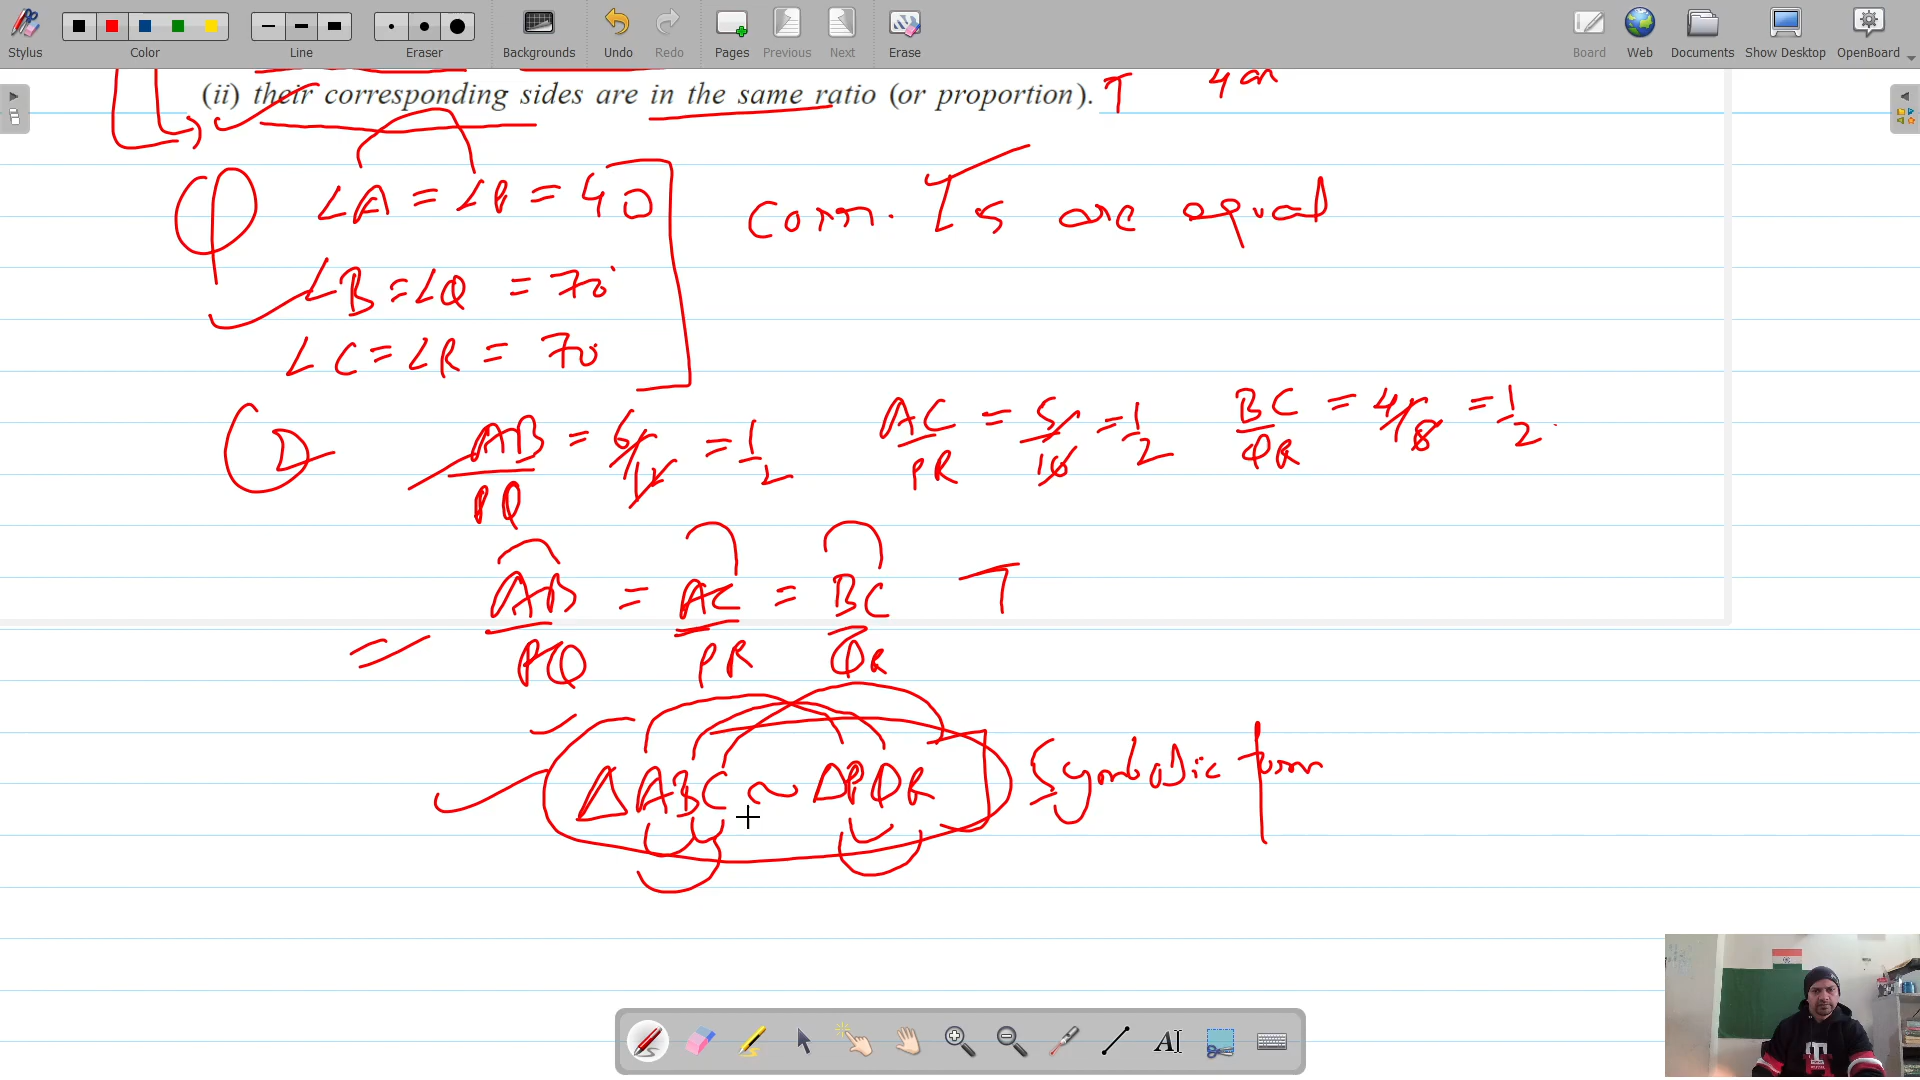 Stylus Color Line Eraser Backgrounds Undo Redo Pages Previous Next Erase Board Web Documents Show Desktop OpenBoard
(ii) their corresponding sides are in the same ratio (or proportion).
∠A = ∠P = 40
Corr. ∠s are equal
∠B = ∠Q = 70°
∠C = ∠R = 70
AB/PQ = 6/12 = 1/2 AC/PR = 5/10 = 1/2 BC/QR = 4/8 = 1/2
= AB/PQ = AC/PR = BC/QR
ΔABC ~ ΔPQR Symbolic form